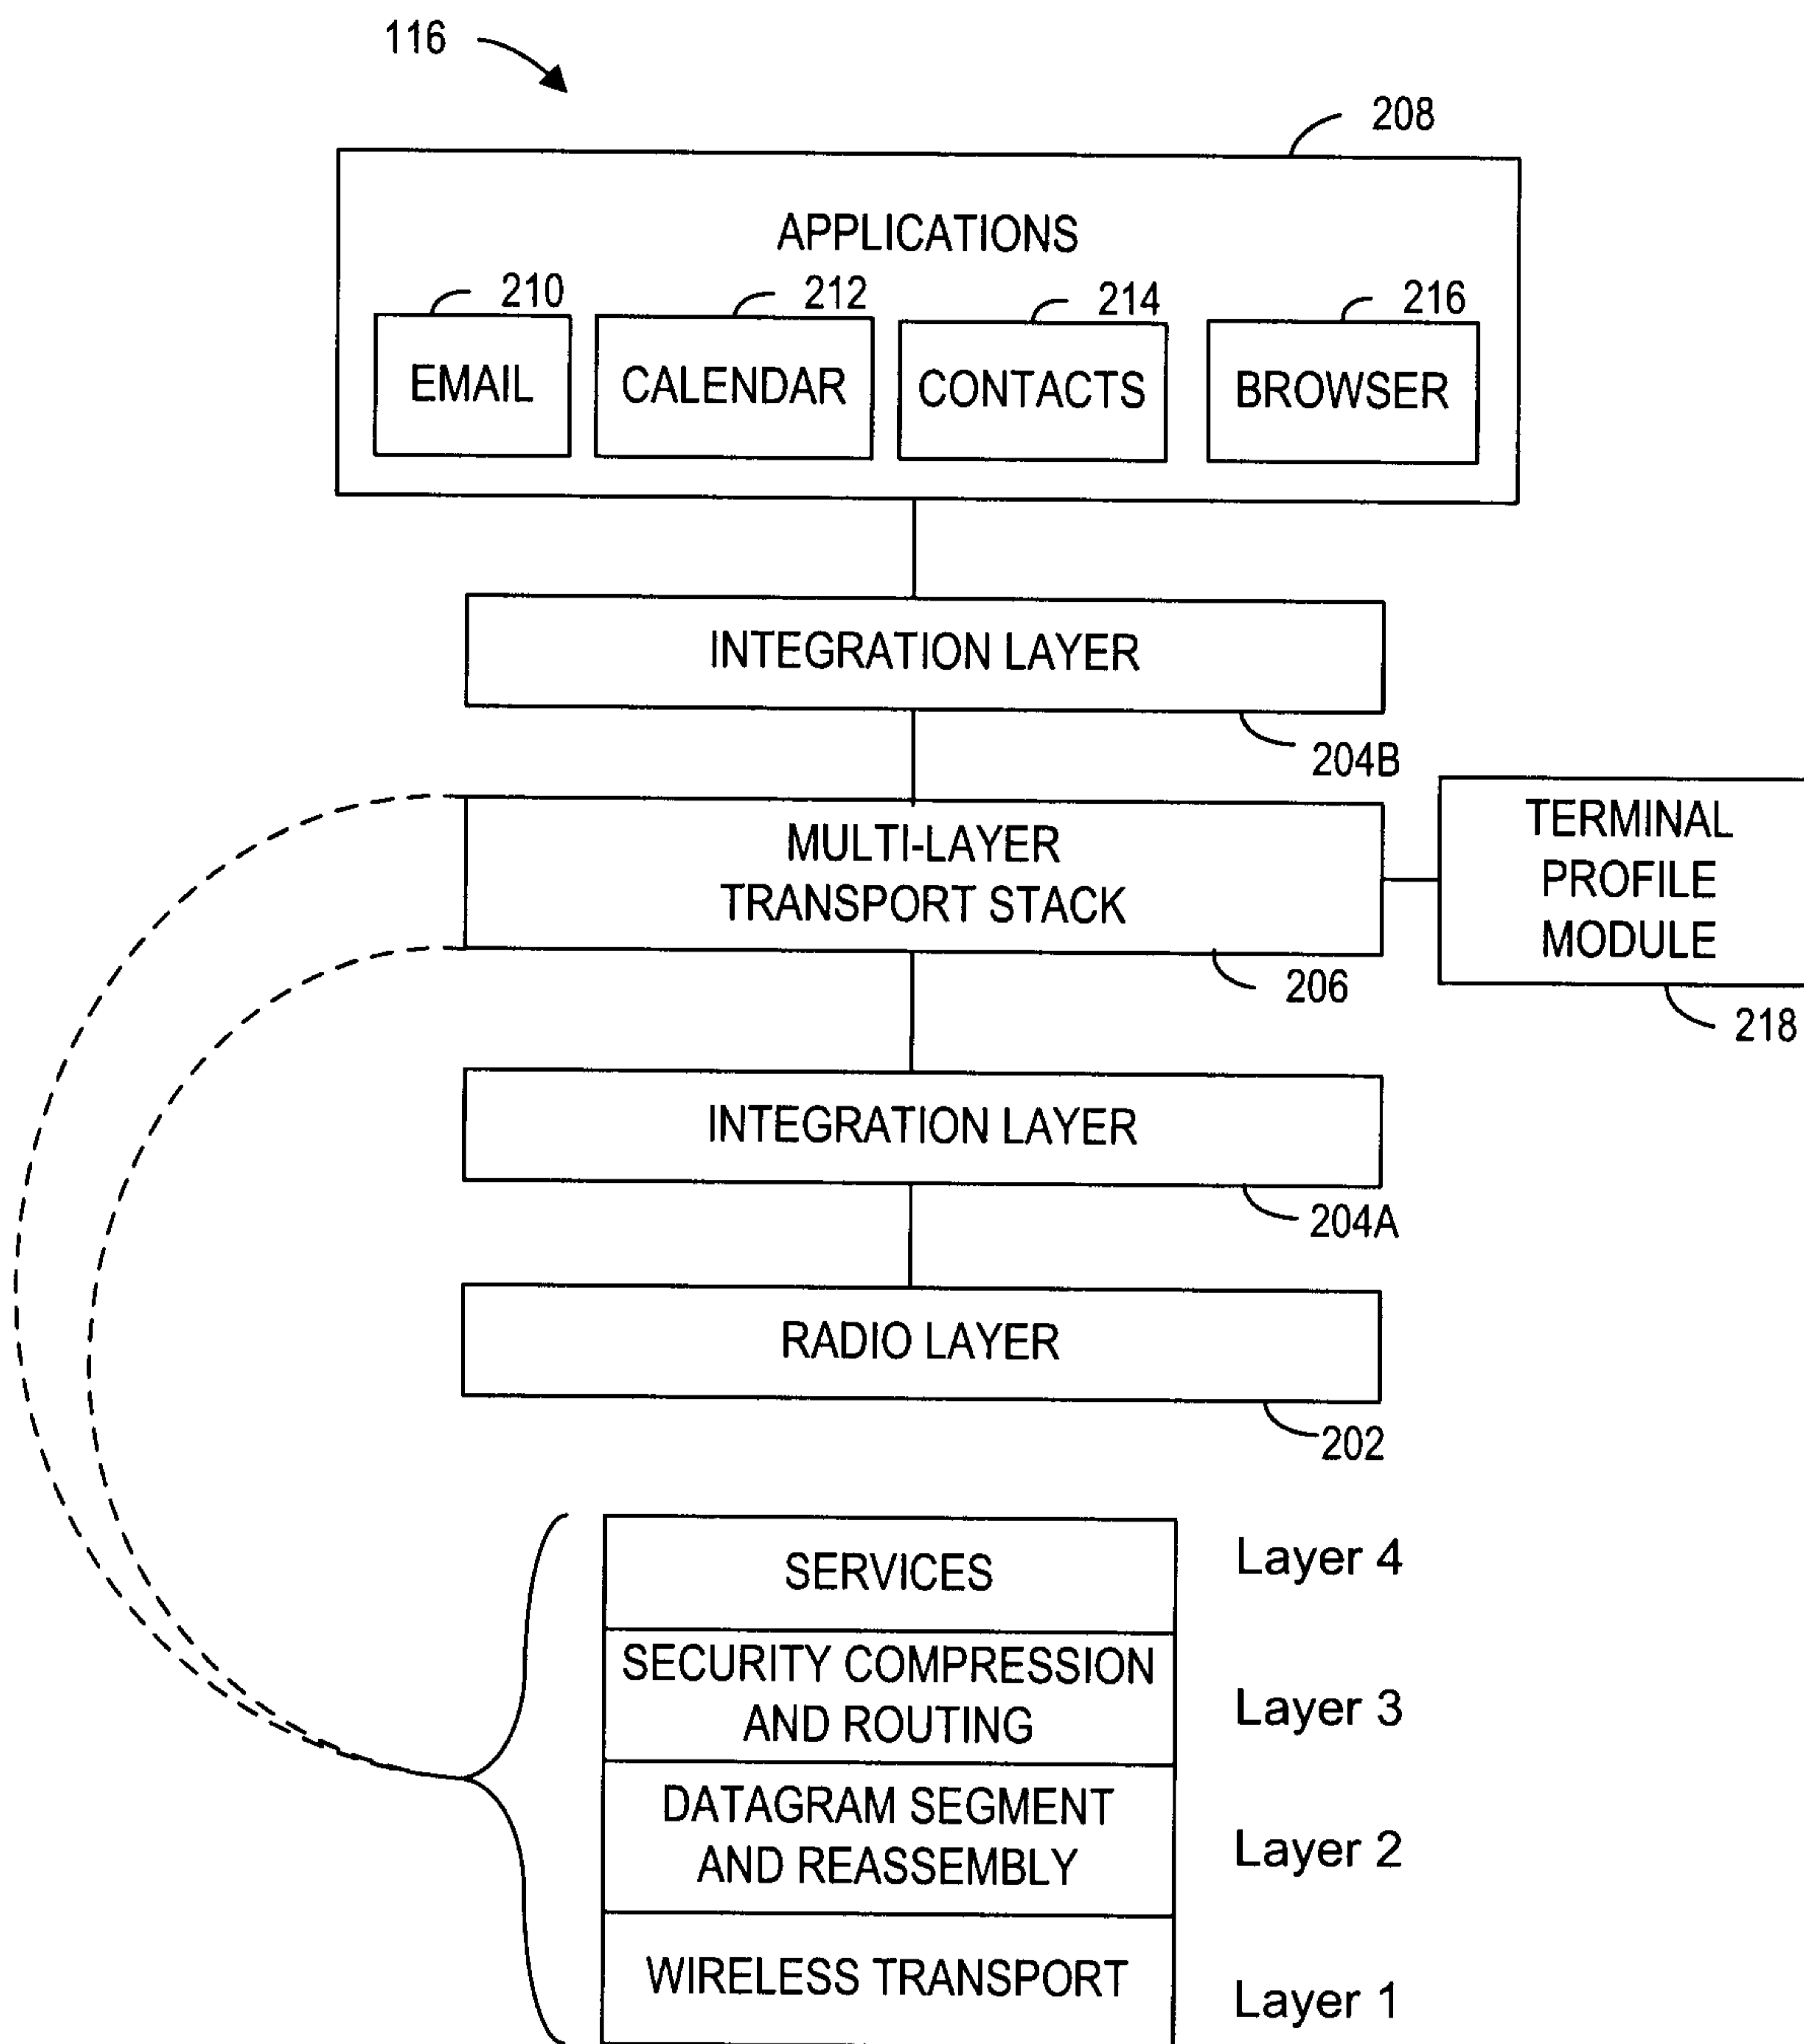 116
208
APPLICATIONS
210
212
214
216
EMAIL
CALENDAR
CONTACTS
BROWSER
INTEGRATION LAYER
204B
MULTI-LAYER
TRANSPORT STACK
206
TERMINAL
PROFILE
MODULE
218
INTEGRATION LAYER
204A
RADIO LAYER
202
SERVICES
Layer 4
SECURITY COMPRESSION
AND ROUTING
Layer 3
DATAGRAM SEGMENT
AND REASSEMBLY
Layer 2
WIRELESS TRANSPORT
Layer 1